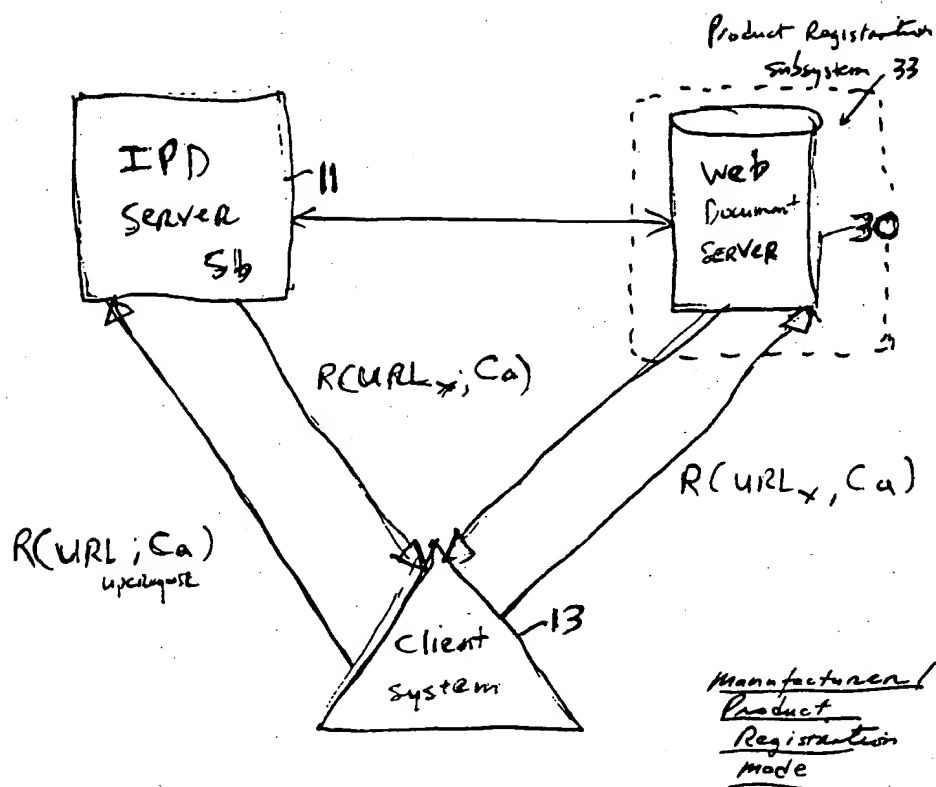 Product Registration
subsystem 33
IPD
Server
Sb
11
Web
Document
Server
30
R(URLx; Ca)
R(URLx, Ca)
R(URL; Ca)
Client
system
13
Manufacturer/
Product
Registration
Mode